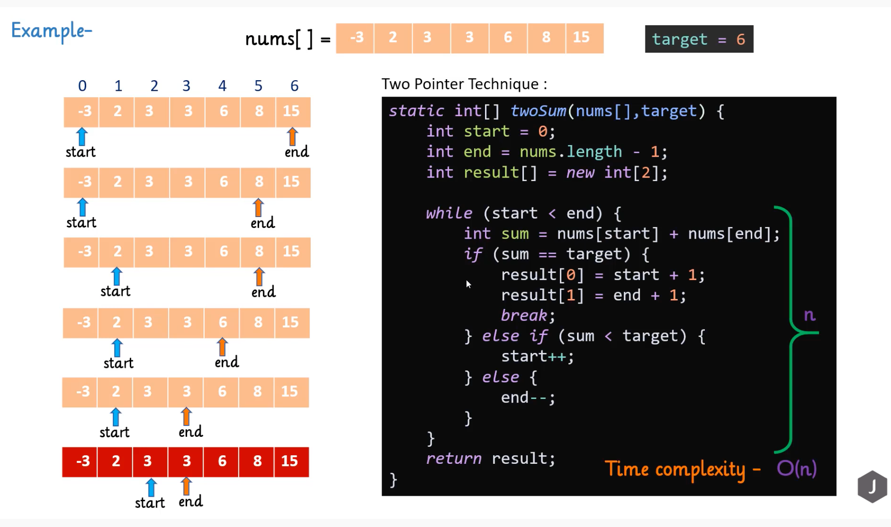 Example-
nums[ ] = -3 2 3 3 6 8 15
target = 6
0 1 2 3 4 5 6
-3 2 3 3 6 8 15
start end
-3 2 3 3 6 8 15
start end
-3 2 3 3 6 8 15
start end
-3 2 3 3 6 8 15
start end
-3 2 3 3 6 8 15
start end
-3 2 3 3 6 8 15
start end
Two Pointer Technique :
static int[] twoSum(nums[],target) {
int start = 0;
int end = nums.length - 1;
int result[] = new int[2];
while (start < end) {
int sum = nums[start] + nums[end];
if (sum == target) {
result[0] = start + 1;
result[1] = end + 1;
break;
} else if (sum < target) {
start++;
} else {
end--;
}
}
return result;
}
n
Time complexity - O(n)
J